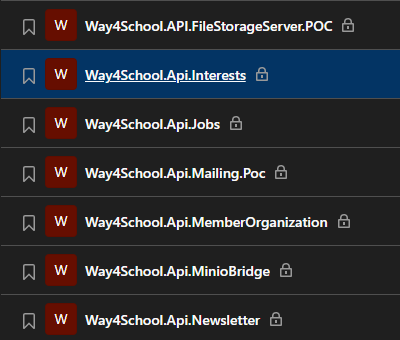 W Way4School.API.FileStorageServer.POC
W Way4School.Api.Interests
W Way4School.Api.Jobs
W Way4School.Api.Mailing.Poc
W Way4School.Api.MemberOrganization
W Way4School.Api.MinioBridge
W Way4School.Api.Newsletter